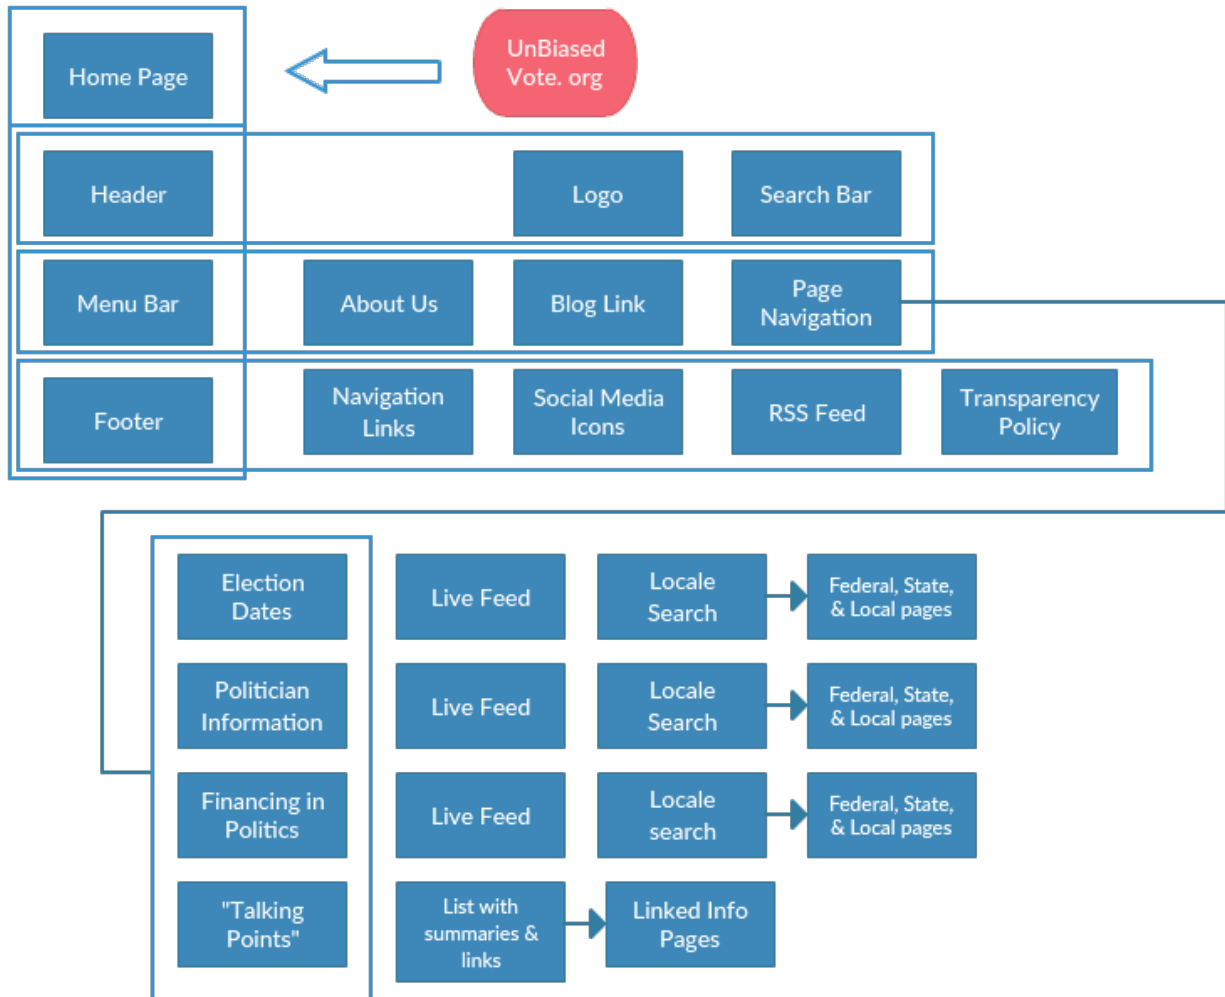 UnBiased
Vote. org
Home Page
Header
Logo
Search Bar
Menu Bar
About Us
Blog Link
Page
Navigation
Footer
Navigation
Links
Social Media
Icons
RSS Feed
Transparency
Policy
Election
Dates
Live Feed
Locale
Search
Federal, State,
& Local pages
Politician
Information
Live Feed
Locale
Search
Federal, State,
& Local pages
Financing in
Politics
Live Feed
Locale
search
Federal, State,
& Local pages
"Talking
Points"
List with
summaries &
links
Linked Info
Pages